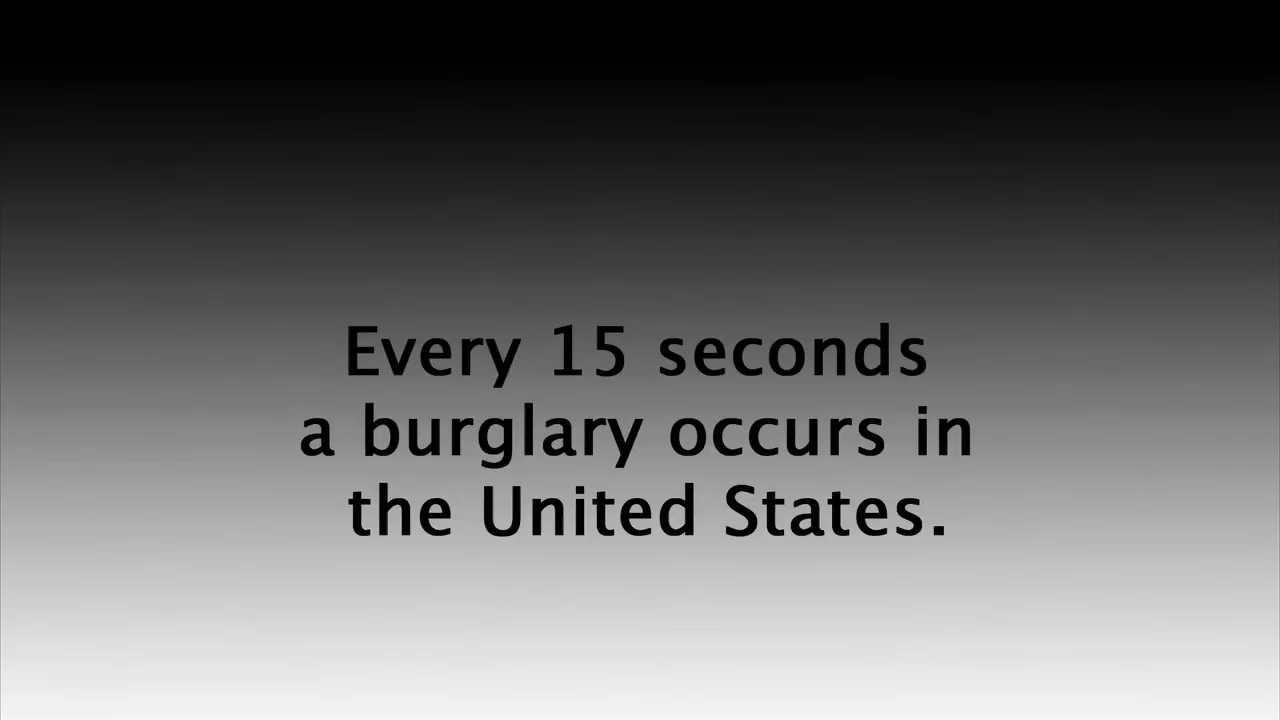 Every 15 seconds
a burglary occurs in
the United States.